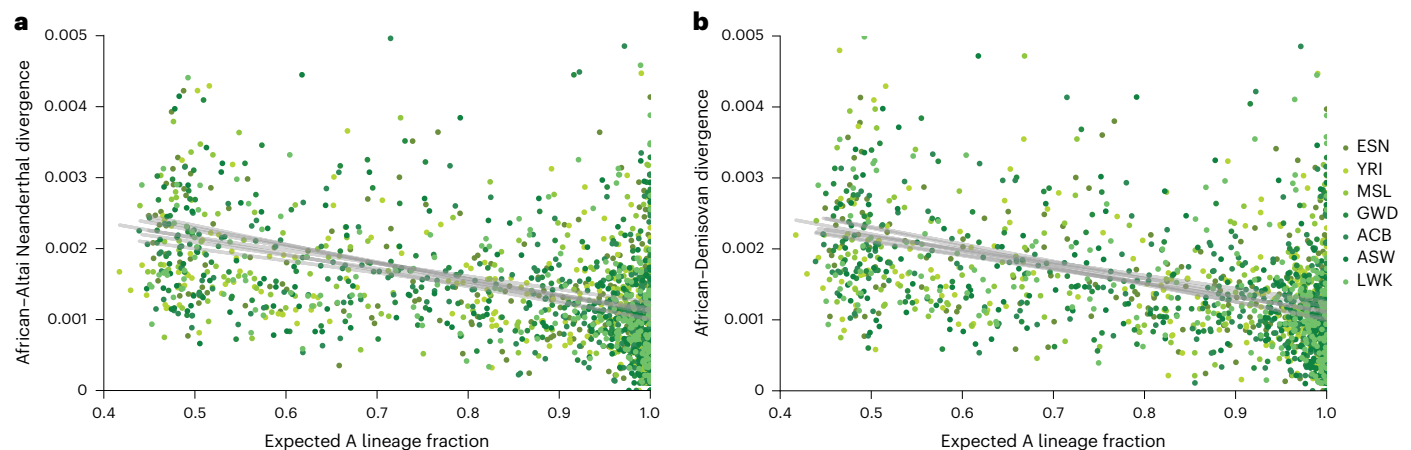 a
African–Altai Neanderthal divergence
0.005
0.004
0.003
0.002
0.001
0
0.4 0.5 0.6 0.7 0.8 0.9 1.0
Expected A lineage fraction
b
African–Denisovan divergence
0.005
0.004
0.003
0.002
0.001
0
0.4 0.5 0.6 0.7 0.8 0.9 1.0
Expected A lineage fraction
ESN
YRI
MSL
GWD
ACB
ASW
LWK